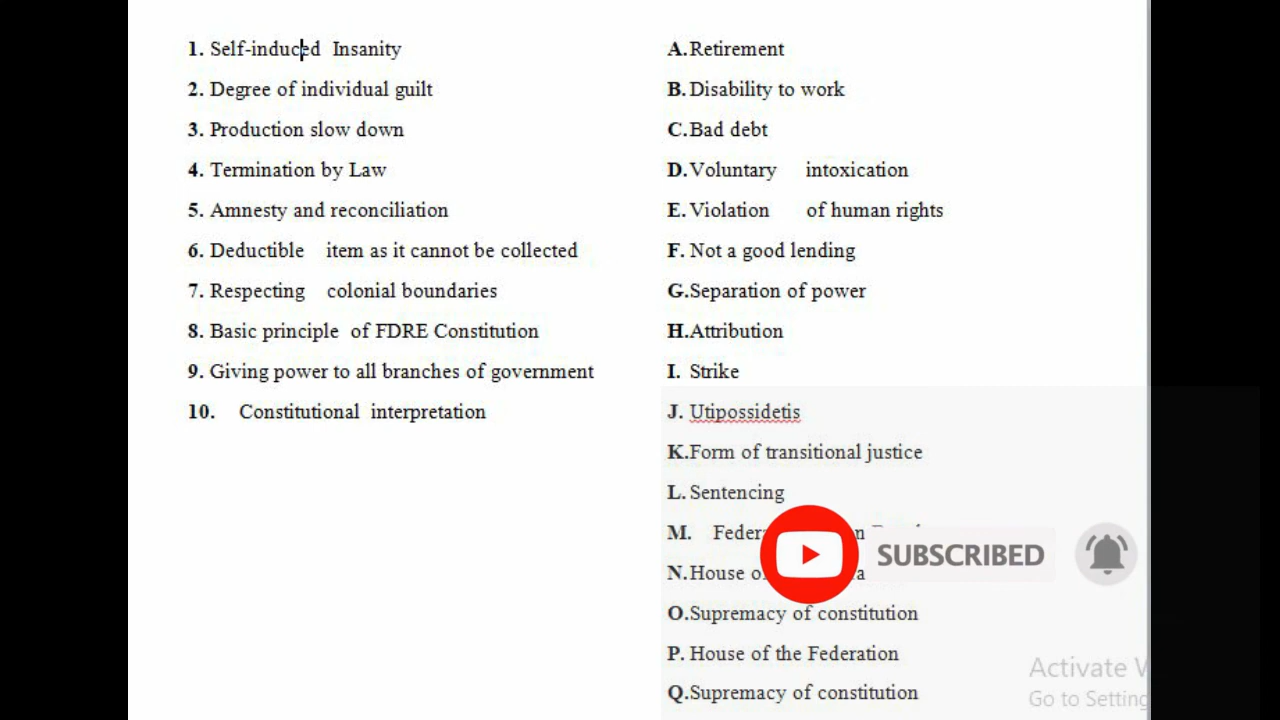 1. Self-induced Insanity
2. Degree of individual guilt
3. Production slow down
4. Termination by Law
5. Amnesty and reconciliation
6. Deductible item as it cannot be collected
7. Respecting colonial boundaries
8. Basic principle of FDRE Constitution
9. Giving power to all branches of government
10. Constitutional interpretation
A. Retirement
B. Disability to work
C. Bad debt
D. Voluntary intoxication
E. Violation of human rights
F. Not a good lending
G. Separation of power
H. Attribution
I. Strike
J. Utipossidetis
K. Form of transitional justice
L. Sentencing
M.
N. House
O. Supremacy of constitution
P. House of the Federation
Q. Supremacy of constitution
SUBSCRIBED
Activate
Go to